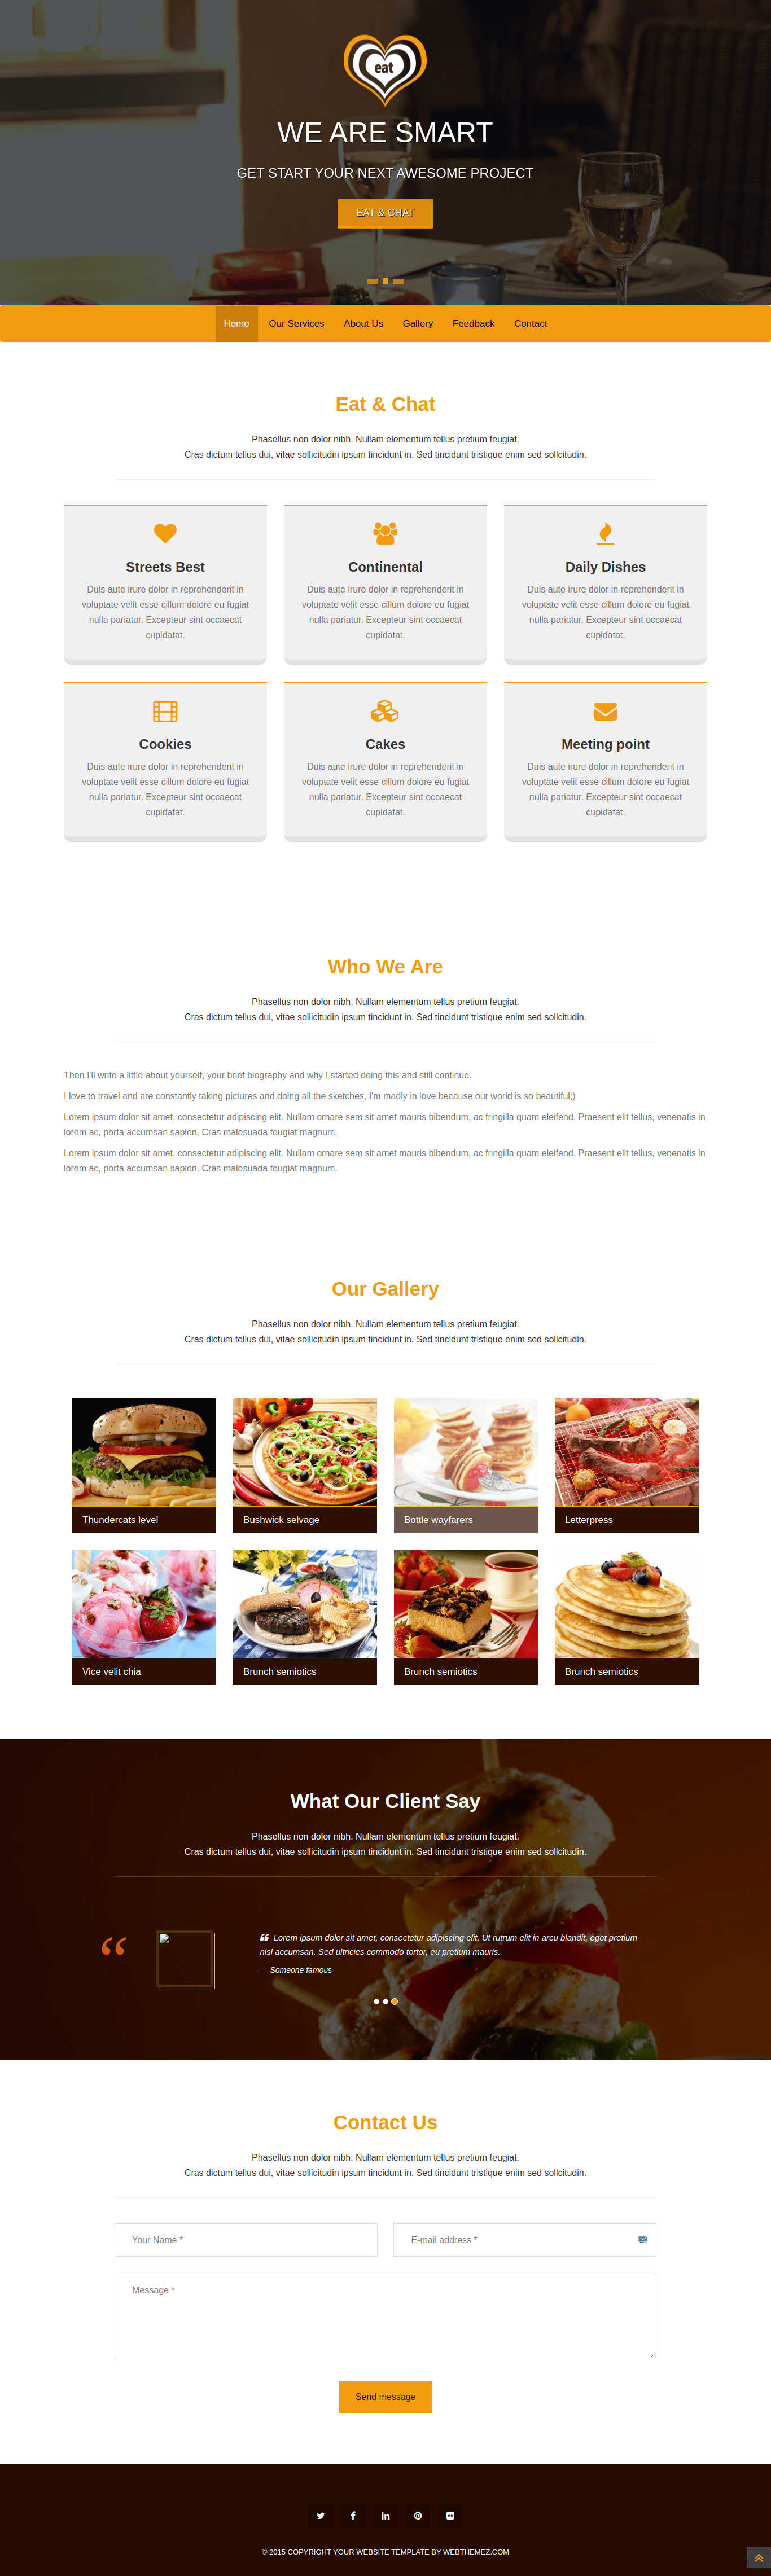 eat
WE ARE SMART
GET START YOUR NEXT AWESOME PROJECT
EAT & CHAT
Home Our Services About Us Gallery Feedback Contact
Eat & Chat
Phasellus non dolor nibh. Nullam elementum tellus pretium feugiat.
Cras dictum tellus dui, vitae sollicitudin ipsum tincidunt in. Sed tincidunt tristique enim sed sollcitudin.
Streets Best
Duis aute irure dolor in reprehenderit in
voluptate velit esse cillum dolore eu fugiat
nulla pariatur. Excepteur sint occaecat
cupidatat.
Continental
Duis aute irure dolor in reprehenderit in
voluptate velit esse cillum dolore eu fugiat
nulla pariatur. Excepteur sint occaecat
cupidatat.
Daily Dishes
Duis aute irure dolor in reprehenderit in
voluptate velit esse cillum dolore eu fugiat
nulla pariatur. Excepteur sint occaecat
cupidatat.
Cookies
Duis aute irure dolor in reprehenderit in
voluptate velit esse cillum dolore eu fugiat
nulla pariatur. Excepteur sint occaecat
cupidatat.
Cakes
Duis aute irure dolor in reprehenderit in
voluptate velit esse cillum dolore eu fugiat
nulla pariatur. Excepteur sint occaecat
cupidatat.
Meeting point
Duis aute irure dolor in reprehenderit in
voluptate velit esse cillum dolore eu fugiat
nulla pariatur. Excepteur sint occaecat
cupidatat.
Who We Are
Phasellus non dolor nibh. Nullam elementum tellus pretium feugiat.
Cras dictum tellus dui, vitae sollicitudin ipsum tincidunt in. Sed tincidunt tristique enim sed sollcitudin.
Then I'll write a little about yourself, your brief biography and why I started doing this and still continue.
I love to travel and are constantly taking pictures and doing all the sketches, I'm madly in love because our world is so beautiful;)
Lorem ipsum dolor sit amet, consectetur adipiscing elit. Nullam ornare sem sit amet mauris bibendum, ac fringilla quam eleifend. Praesent elit tellus, venenatis in
lorem ac, porta accumsan sapien. Cras malesuada feugiat magnum.
Lorem ipsum dolor sit amet, consectetur adipiscing elit. Nullam ornare sem sit amet mauris bibendum, ac fringilla quam eleifend. Praesent elit tellus, venenatis in
lorem ac, porta accumsan sapien. Cras malesuada feugiat magnum.
Our Gallery
Phasellus non dolor nibh. Nullam elementum tellus pretium feugiat.
Cras dictum tellus dui, vitae sollicitudin ipsum tincidunt in. Sed tincidunt tristique enim sed sollcitudin.
Thundercats level
Bushwick selvage
Bottle wayfarers
Letterpress
Vice velit chia
Brunch semiotics
Brunch semiotics
Brunch semiotics
What Our Client Say
Phasellus non dolor nibh. Nullam elementum tellus pretium feugiat.
Cras dictum tellus dui, vitae sollicitudin ipsum tincidunt in. Sed tincidunt tristique enim sed sollcitudin.
“ Lorem ipsum dolor sit amet, consectetur adipiscing elit. Ut rutrum elit in arcu blandit, eget pretium
nisl accumsan. Sed ultricies commodo tortor, eu pretium mauris.
— Someone famous
Contact Us
Phasellus non dolor nibh. Nullam elementum tellus pretium feugiat.
Cras dictum tellus dui, vitae sollicitudin ipsum tincidunt in. Sed tincidunt tristique enim sed sollcitudin.
Your Name *
E-mail address *
Message *
Send message
© 2015 COPYRIGHT YOUR WEBSITE TEMPLATE BY WEBTHEMEZ.COM